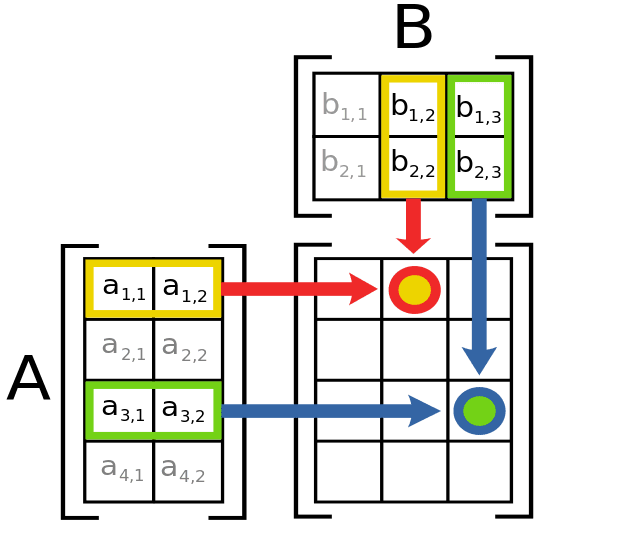 B
b1,1 b1,2 b1,3
b2,1 b2,2 b2,3
A
a1,1 a1,2
a2,1 a2,2
a3,1 a3,2
a4,1 a4,2